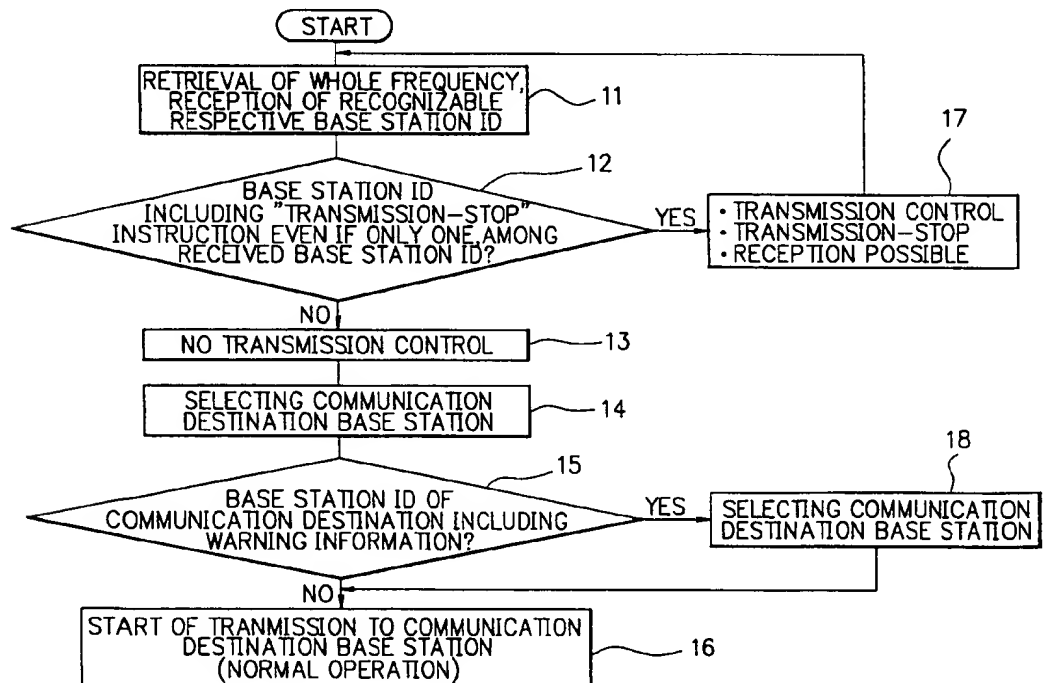 START
RETRIEVAL OF WHOLE FREQUENCY,
RECEPTION OF RECOGNIZABLE
RESPECTIVE BASE STATION ID
11
12
BASE STATION ID
INCLUDING "TRANSMISSION-STOP"
INSTRUCTION EVEN IF ONLY ONE AMONG
RECEIVED BASE STATION ID?
YES
17
• TRANSMISSION CONTROL
• TRANSMISSION-STOP
• RECEPTION POSSIBLE
NO
NO TRANSMISSION CONTROL
13
SELECTING COMMUNICATION
DESTINATION BASE STATION
14
15
BASE STATION ID OF
COMMUNICATION DESTINATION INCLUDING
WARNING INFORMATION?
YES
18
SELECTING COMMUNICATION
DESTINATION BASE STATION
NO
START OF TRANMISSION TO COMMUNICATION
DESTINATION BASE STATION
(NORMAL OPERATION)
16